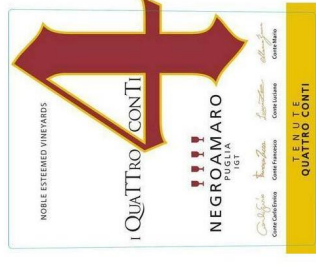 4
NOBLE ESTEEMED VINEYARDS
I QUATTRO CONTI
NEGROAMARO
PUGLIA
IGT
Conte Carlo Enrico
Conte Francesco
Conte Luciano
Conte Mario
TENUTE
QUATTRO CONTI